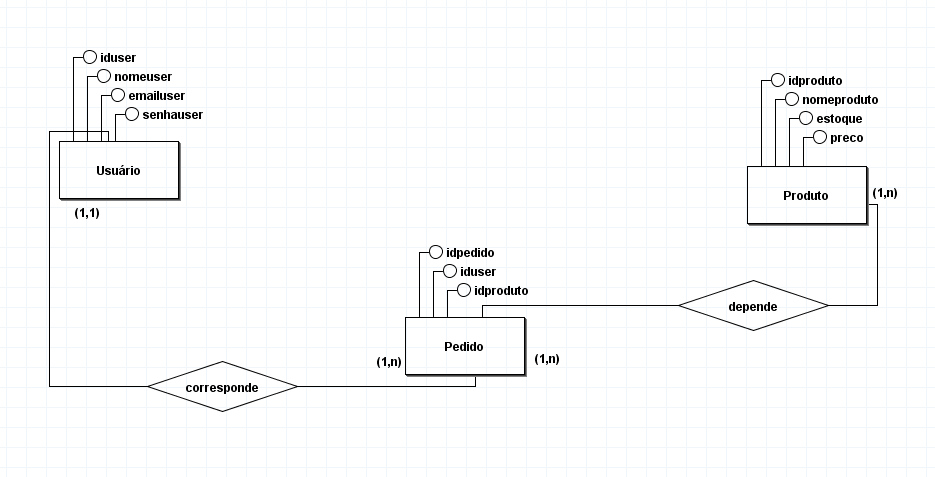 iduser
nomeuser
emailuser
senhauser
Usuário
(1,1)
idproduto
nomeproduto
estoque
preco
Produto
(1,n)
idpedido
iduser
idproduto
Pedido
(1,n)
(1,n)
depende
corresponde